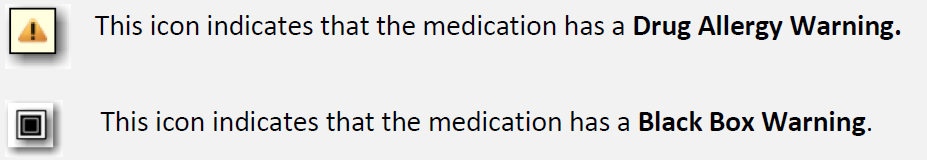 This icon indicates that the medication has a Drug Allergy Warning.
This icon indicates that the medication has a Black Box Warning.